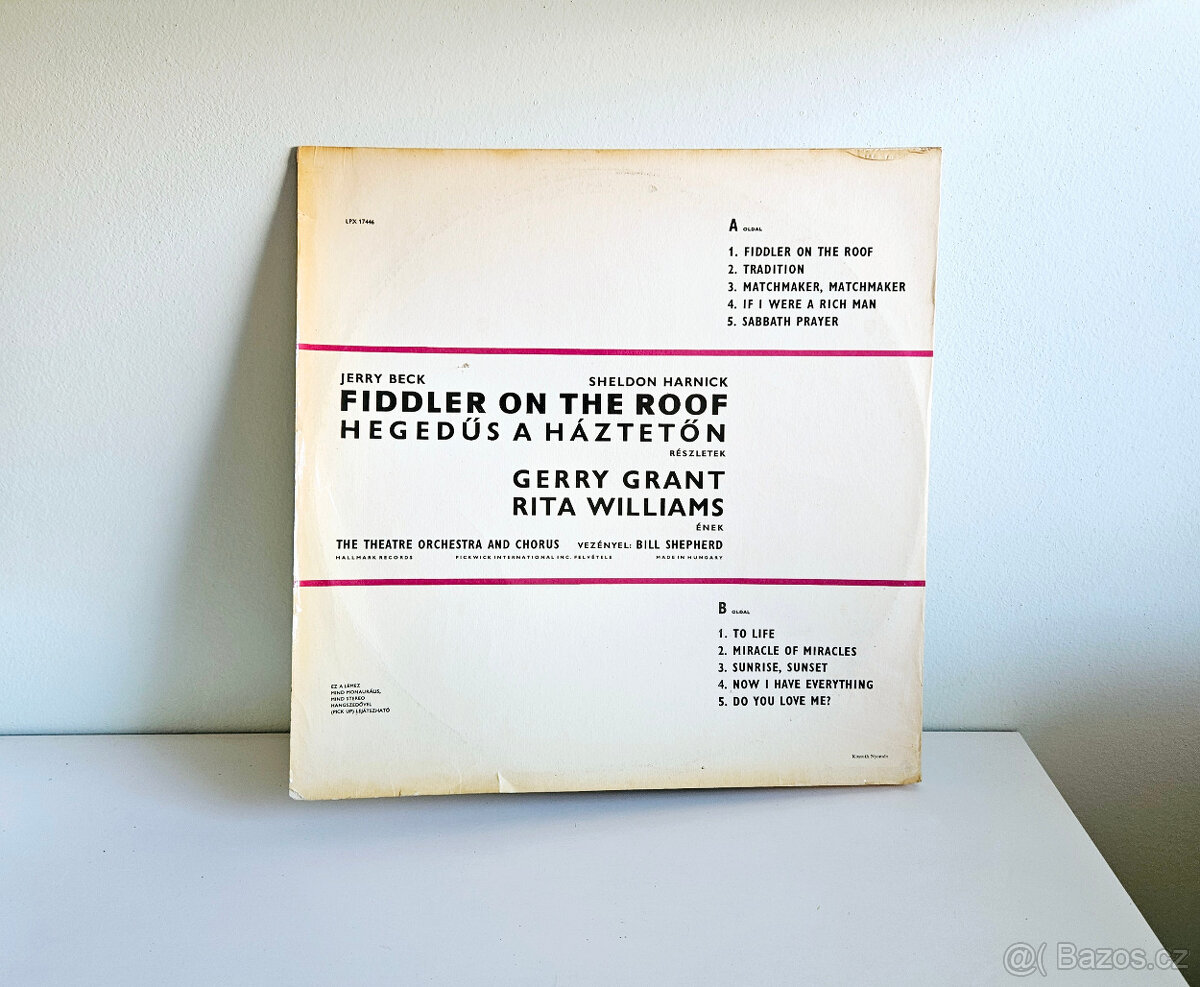 LPX 17446
A OLDAL
1. FIDDLER ON THE ROOF
2. TRADITION
3. MATCHMAKER, MATCHMAKER
4. IF I WERE A RICH MAN
5. SABBATH PRAYER
JERRY BECK SHELDON HARNICK
FIDDLER ON THE ROOF
HEGEDŰS A HÁZTETŐN
RÉSZLETEK
GERRY GRANT
RITA WILLIAMS
ÉNEK
THE THEATRE ORCHESTRA AND CHORUS VEZÉNYEL: BILL SHEPHERD
HALLMARK RECORDS PICKWICK INTERNATIONAL INC. FELVÉTELE MADE IN HUNGARY
B OLDAL
1. TO LIFE
2. MIRACLE OF MIRACLES
3. SUNRISE, SUNSET
4. NOW I HAVE EVERYTHING
5. DO YOU LOVE ME?
EZ A LEMEZ
MIND MONAURÁLIS,
MIND STEREO
HANGSZEDŐVEL
(PICK UP) LEJÁTSZHATÓ
Kossuth Nyomda
@( Bazos.cz